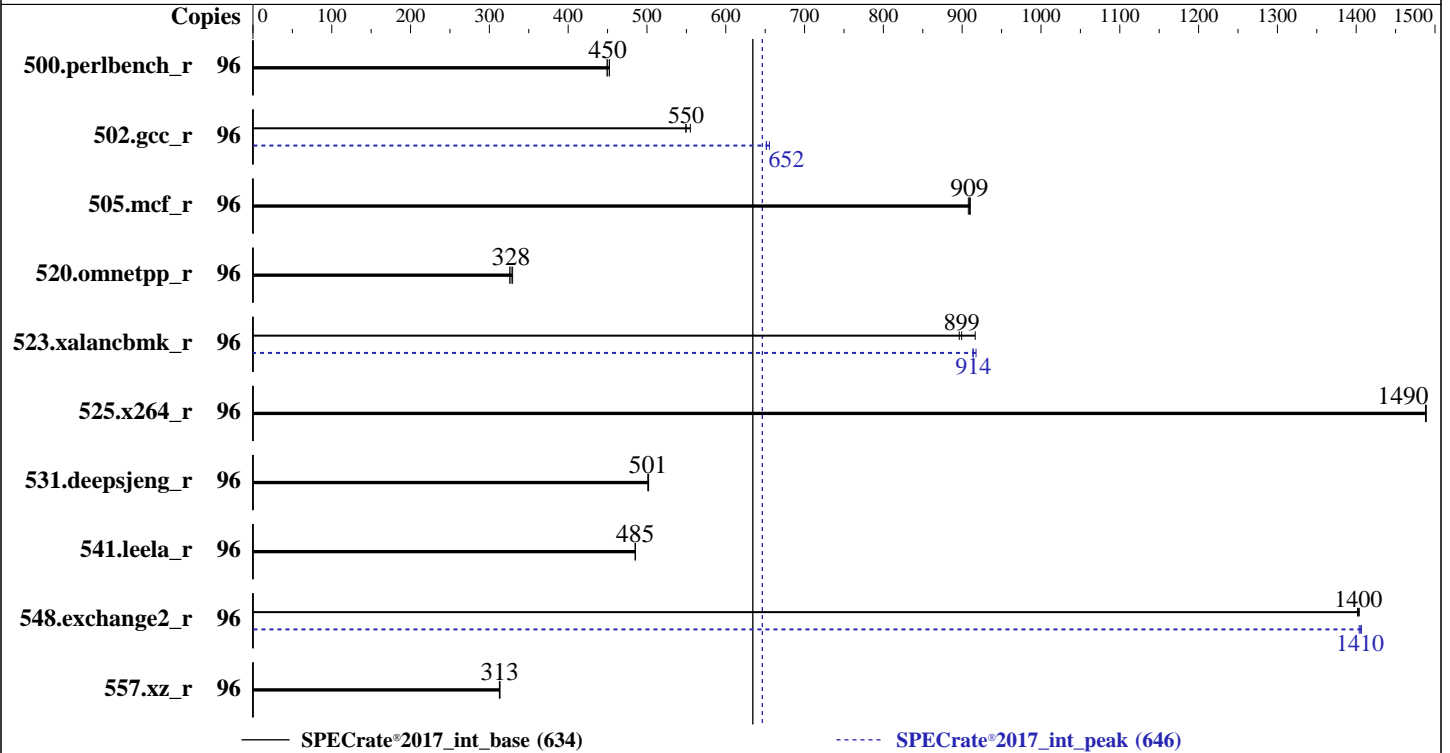 Copies 0 100 200 300 400 500 600 700 800 900 1000 1100 1200 1300 1400 1500
500.perlbench_r 96 450
502.gcc_r 96 550
652
505.mcf_r 96 909
520.omnetpp_r 96 328
523.xalancbmk_r 96 899
914
525.x264_r 96 1490
531.deepsjeng_r 96 501
541.leela_r 96 485
548.exchange2_r 96 1400
1410
557.xz_r 96 313
SPECrate®2017_int_base (634) SPECrate®2017_int_peak (646)